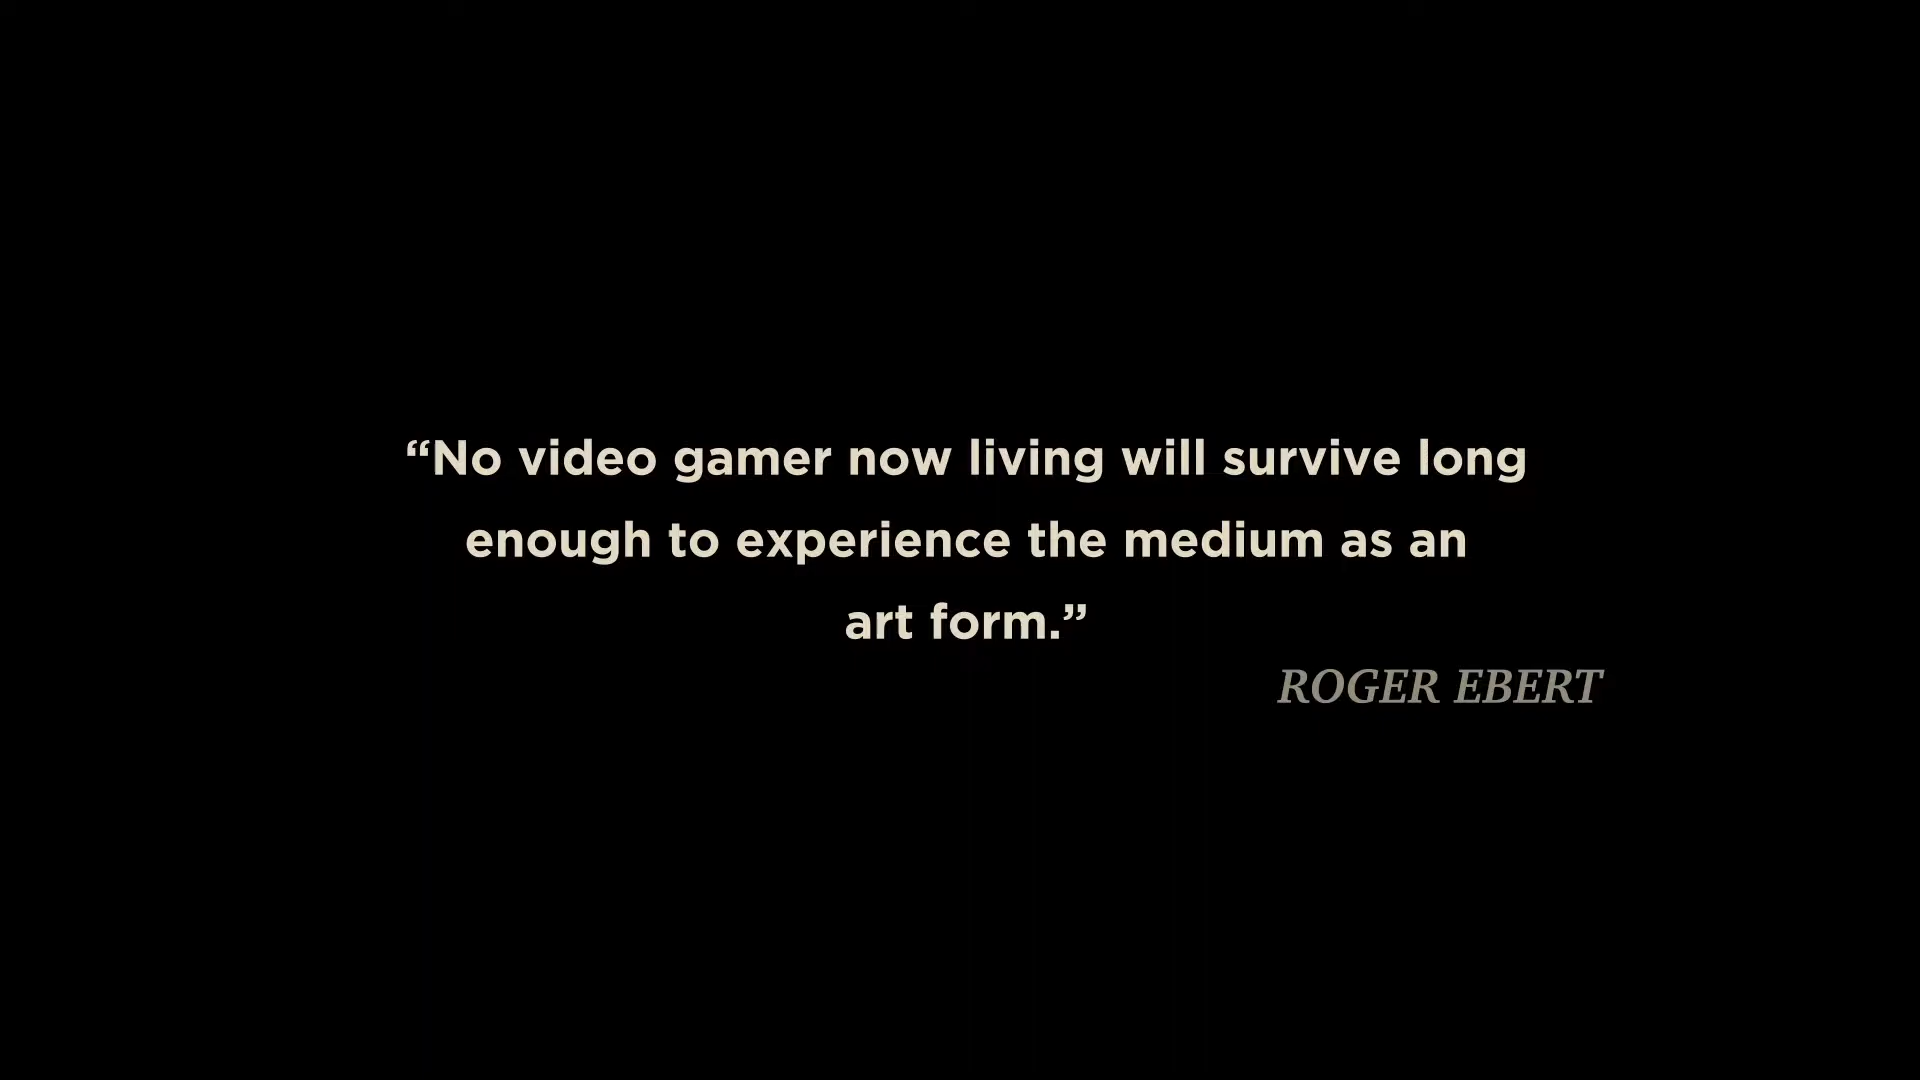 “No video gamer now living will survive long
enough to experience the medium as an
art form.”
ROGER EBERT